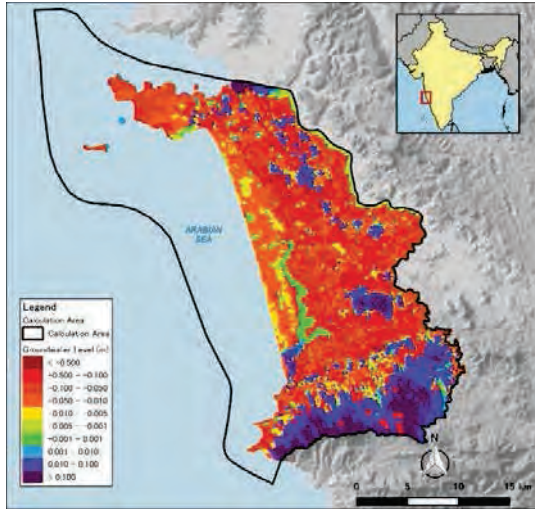 ARABIAN
SEA
Legend
Calculation Area
Calculation Area
Groundwater Level (m)
< -0.500
-0.500 - -0.100
-0.100 - -0.050
-0.050 - -0.010
-0.010 - -0.005
-0.005 - -0.001
-0.001 - 0.001
0.001 - 0.010
0.010 - 0.100
> 0.100
N
0 5 10 15 km